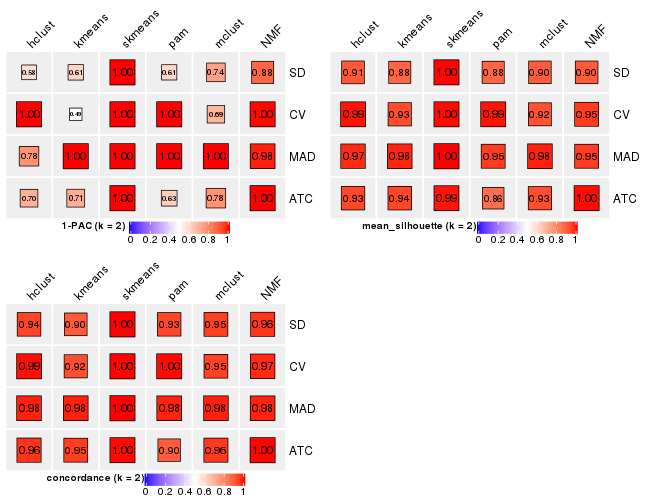 hclust kmeans skmeans pam mclust NMF
0.58 0.61 1.00 0.61 0.74 0.88 SD
1.00 0.49 1.00 1.00 0.69 1.00 CV
0.78 1.00 1.00 1.00 1.00 0.98 MAD
0.70 0.71 1.00 0.63 0.78 1.00 ATC
1-PAC (k = 2)
0 0.2 0.4 0.6 0.8 1
hclust kmeans skmeans pam mclust NMF
0.91 0.88 1.00 0.88 0.90 0.90 SD
0.99 0.93 1.00 0.99 0.92 0.95 CV
0.97 0.98 1.00 0.95 0.98 0.95 MAD
0.93 0.94 0.99 0.86 0.93 1.00 ATC
mean_silhouette (k = 2)
0 0.2 0.4 0.6 0.8 1
hclust kmeans skmeans pam mclust NMF
0.94 0.90 1.00 0.93 0.95 0.96 SD
0.99 0.92 1.00 1.00 0.95 0.97 CV
0.98 0.98 1.00 0.98 0.98 0.98 MAD
0.96 0.95 1.00 0.90 0.96 1.00 ATC
concordance (k = 2)
0 0.2 0.4 0.6 0.8 1